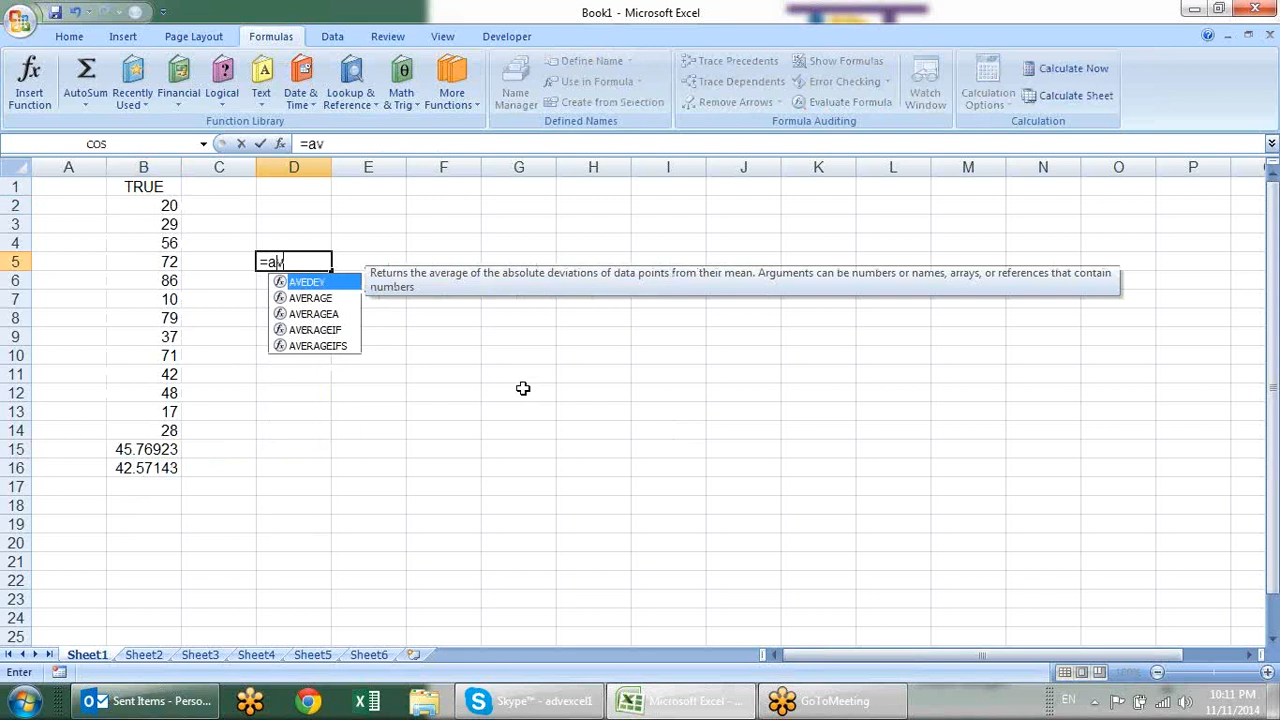 Book1 - Microsoft Excel
Home Insert Page Layout Formulas Data Review View Developer
fx Σ θ
Insert Function
AutoSum
Recently Used
Financial
Logical
Text
Date & Time
Lookup & Reference
Math & Trig
More Functions
Function Library
Name Manager
Define Name
Use in Formula
Create from Selection
Defined Names
Trace Precedents
Trace Dependents
Remove Arrows
Show Formulas
Error Checking
Evaluate Formula
Formula Auditing
Watch Window
Calculation Options
Calculate Now
Calculate Sheet
Calculation
COS fx =av
A B C D E F G H I J K L M N O P
1 TRUE
2 20
3 29
4 56
5 72 =av
6 86
7 10
8 79
9 37
10 71
11 42
12 48
13 17
14 28
15 45.76923
16 42.57143
17
18
19
20
21
22
23
24
25
AVEDEV
AVERAGE
AVERAGEA
AVERAGEIF
AVERAGEIFS
Returns the average of the absolute deviations of data points from their mean. Arguments can be numbers or names, arrays, or references that contain
numbers
Sheet1 Sheet2 Sheet3 Sheet4 Sheet5 Sheet6
Enter
Sent Items - Perso... Skype™ - advexcel1 Microsoft Excel - ... GoToMeeting EN 10:11 PM
11/11/2014